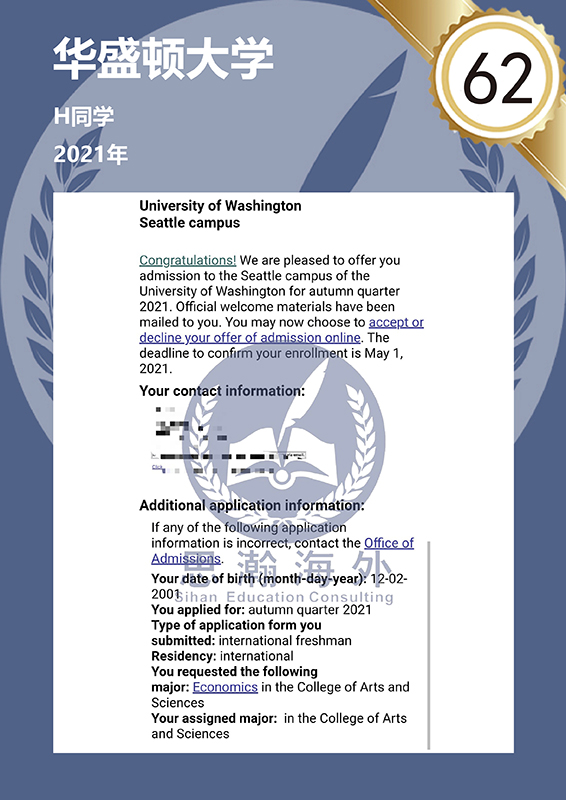 华盛顿大学
62
H同学
2021年
University of Washington
Seattle campus
Congratulations! We are pleased to offer you
admission to the Seattle campus of the
University of Washington for autumn quarter
2021. Official welcome materials have been
mailed to you. You may now choose to accept or
decline your offer of admission online. The
deadline to confirm your enrollment is May 1,
2021.
Your contact information:
Additional application information:
If any of the following application
information is incorrect, contact the Office of
Admissions.
思瀚海外
Your date of birth (month-day-year): 12-02-
2001
Sihan Education Consulting
You applied for: autumn quarter 2021
Type of application form you
submitted: international freshman
Residency: international
You requested the following
major: Economics in the College of Arts and
Sciences
Your assigned major: in the College of Arts
and Sciences